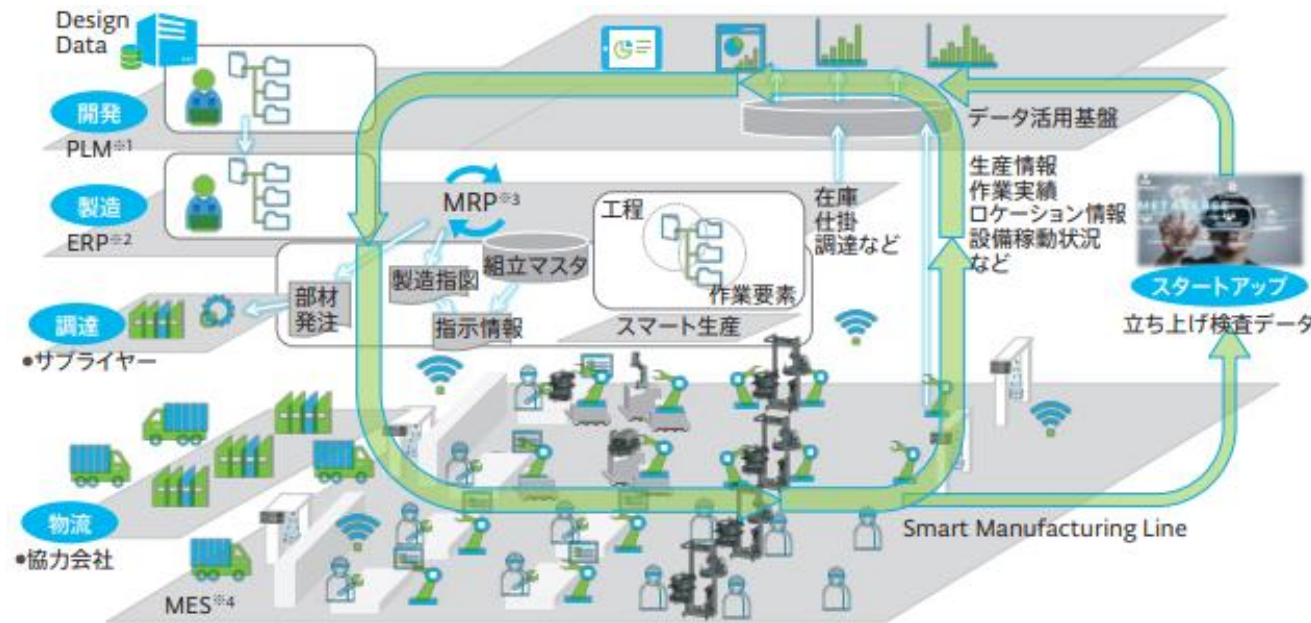 Design
Data
開発
PLM※1
データ活用基盤
製造
ERP※2
MRP※3
工程
作業要素
在庫
仕掛
調達など
生産情報
作業実績
ロケーション情報
設備稼動状況
など
部材
発注
製造指図
組立マスタ
指示情報
スマート生産
スタートアップ
立ち上げ検査データ
調達
●サプライヤー
物流
●協力会社
MES※4
Smart Manufacturing Line